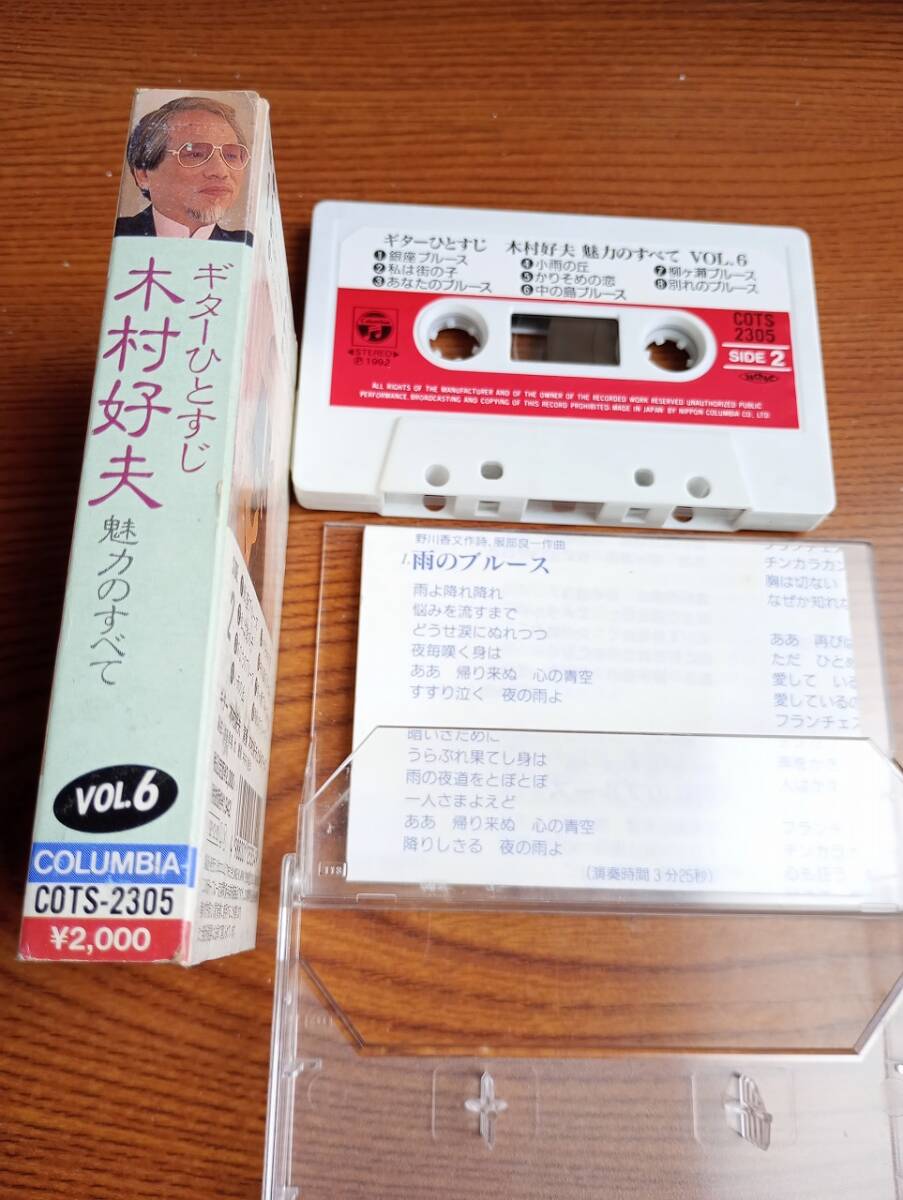 ギターひとすじ
木村好夫
魅力のすべて
VOL.6
COLUMBIA
COTS-2305
¥2,000
ギターひとすじ 木村好夫 魅力のすべて VOL.6
❶銀座ブルース ❹小雨の丘 ❼柳ヶ瀬ブルース
❷私は街の子 ❺かりそめの恋 ❽別れのブルース
❸あなたのブルース ❻中の島ブルース
Columbia
◀STEREO▶
Ⓟ1992
COTS
2305
SIDE 2
ALL RIGHTS OF THE MANUFACTURER AND OF THE OWNER OF THE RECORDED WORK RESERVED UNAUTHORIZED PUBLIC
PERFORMANCE, BROADCASTING AND COPYING OF THIS RECORD PROHIBITED MADE IN JAPAN BY NIPPON COLUMBIA CO., LTD.
野川香文作詩、服部良一作曲
1.雨のブルース
雨よ降れ降れ
悩みを流すまで
どうせ涙にぬれつつ
夜毎嘆く身は
ああ 帰り来ぬ 心の青空
すすり泣く 夜の雨よ
暗いさだめに
うらぶれ果てし身は
雨の夜道をとぼとぼ
一人さまよえど
ああ 帰り来ぬ 心の青空
降りしきる 夜の雨よ
(演奏時間3分25秒)
フランチェス
チンカラカン
胸は切ない
なぜか知れな
ああ 再びは
ただ ひとめ
愛して いる
愛しているの
フランチェス